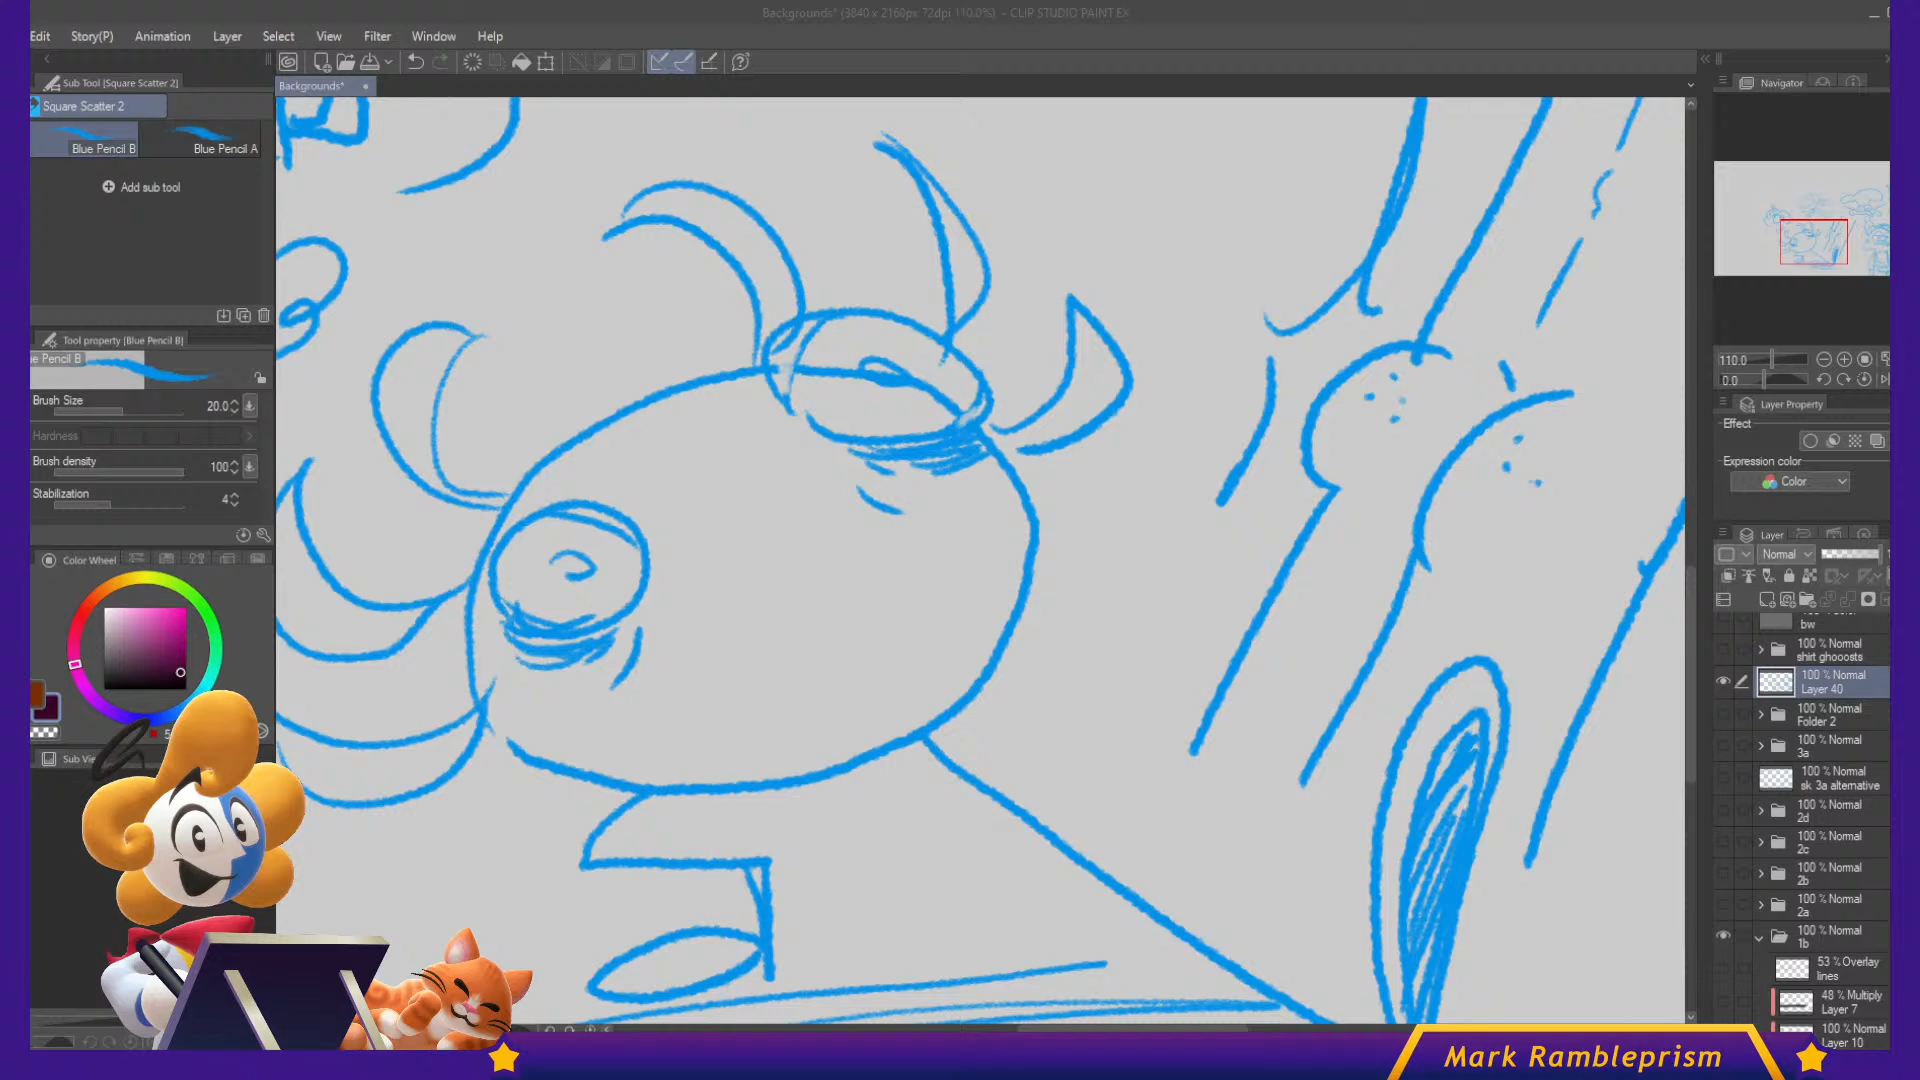 Backgrounds* (3840 x 2160px 72dpi 110.0%) - CLIP STUDIO PAINT EX
Edit Story(P) Animation Layer Select View Filter Window Help
Sub Tool [Square Scatter 2]
Square Scatter 2
Blue Pencil B Blue Pencil A
Add sub tool
Tool property [Blue Pencil B]
ue Pencil B
Brush Size 20.0
Hardness
Brush density 100
Stabilization 4
Color Wheel
Sub Vie
Backgrounds*
Navigator
110.0
0.0
Layer Property
Effect
Expression color
Color
Layer
Normal
bw
100 % Normal
shirt ghooosts
100 % Normal
Layer 40
100 % Normal
Folder 2
100 % Normal
3a
100 % Normal
sk 3a alternative
100 % Normal
2d
100 % Normal
2c
100 % Normal
2b
100 % Normal
2a
100 % Normal
1b
53 % Overlay
lines
48 % Multiply
Layer 7
100 % Normal
Layer 10
Mark Rambleprism